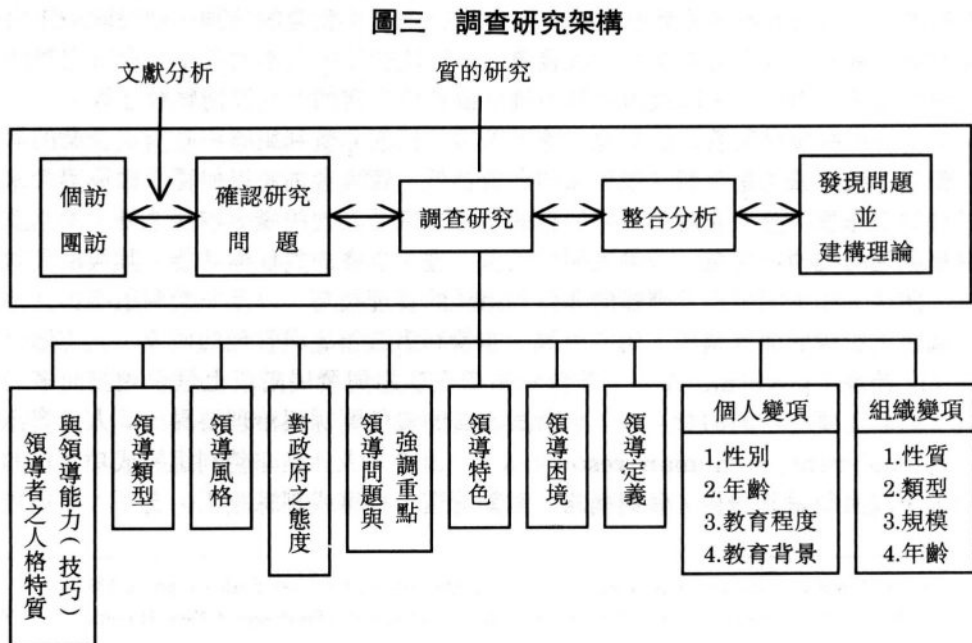 圖三　調查研究架構
文獻分析
質的研究
個訪
團訪
確認研究
問　題
調查研究
整合分析
發現問題
並
建構理論
領導者之人格特質
與領導能力(技巧)
領導類型
領導風格
對政府之態度
領導問題與
強調重點
領導特色
領導困境
領導定義
個人變項
1.性別
2.年齡
3.教育程度
4.教育背景
組織變項
1.性質
2.類型
3.規模
4.年齡